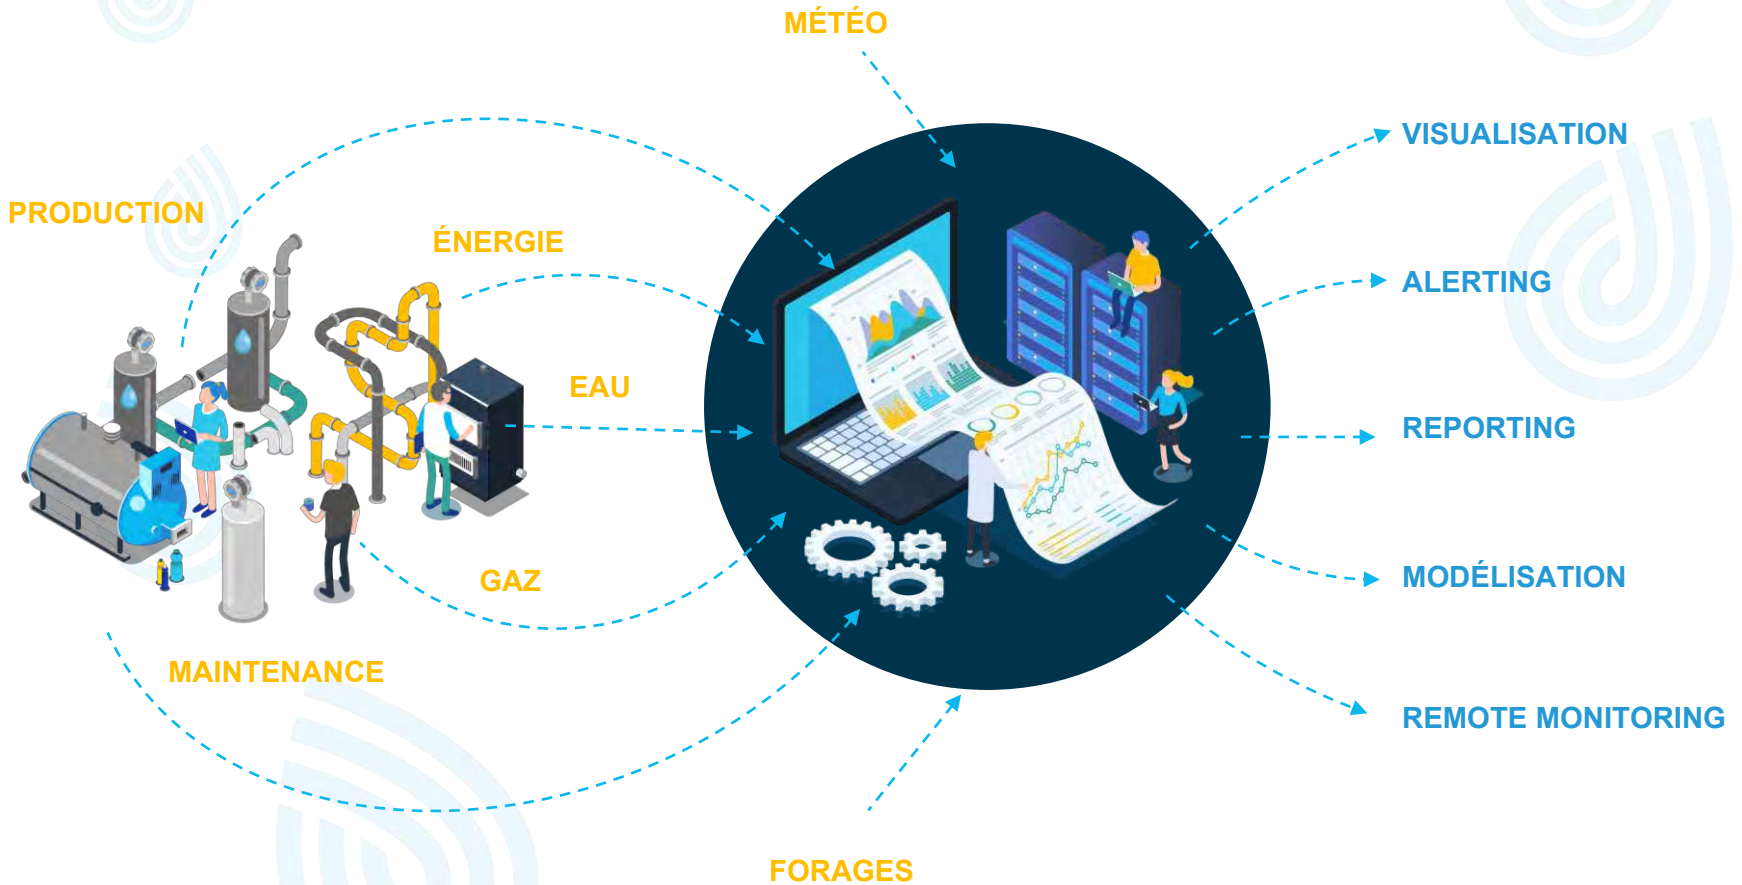 MÉTÉO
PRODUCTION
ÉNERGIE
EAU
GAZ
MAINTENANCE
FORAGES
VISUALISATION
ALERTING
REPORTING
MODÉLISATION
REMOTE MONITORING